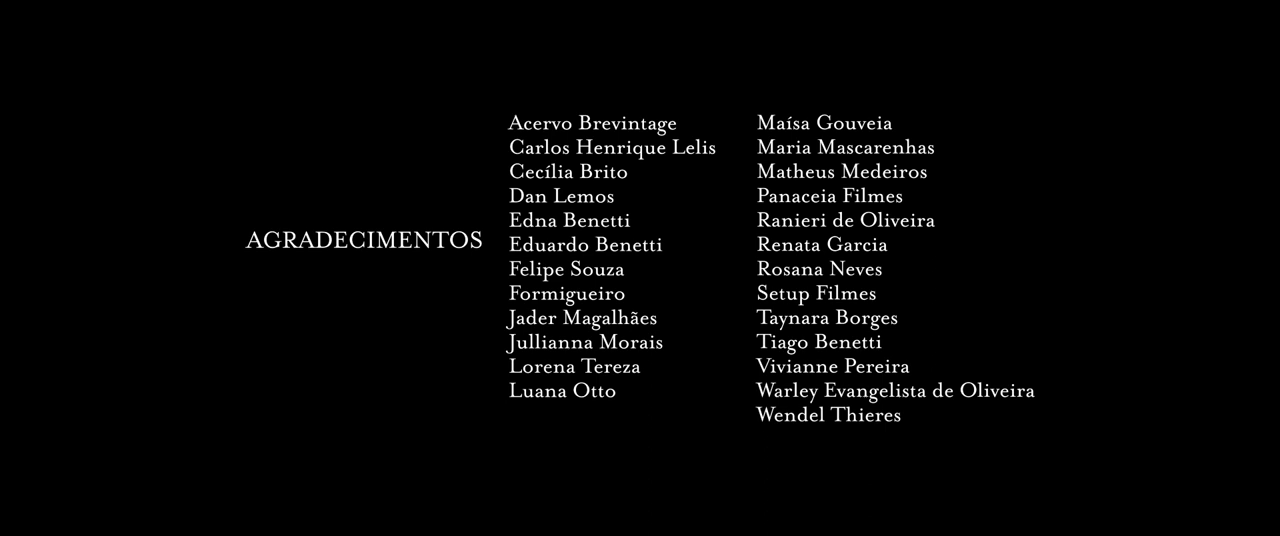 AGRADECIMENTOS
Acervo Brevintage
Carlos Henrique Lelis
Cecília Brito
Dan Lemos
Edna Benetti
Eduardo Benetti
Felipe Souza
Formigueiro
Jader Magalhães
Jullianna Morais
Lorena Tereza
Luana Otto
Maísa Gouveia
Maria Mascarenhas
Matheus Medeiros
Panaceia Filmes
Ranieri de Oliveira
Renata Garcia
Rosana Neves
Setup Filmes
Taynara Borges
Tiago Benetti
Vivianne Pereira
Warley Evangelista de Oliveira
Wendel Thieres